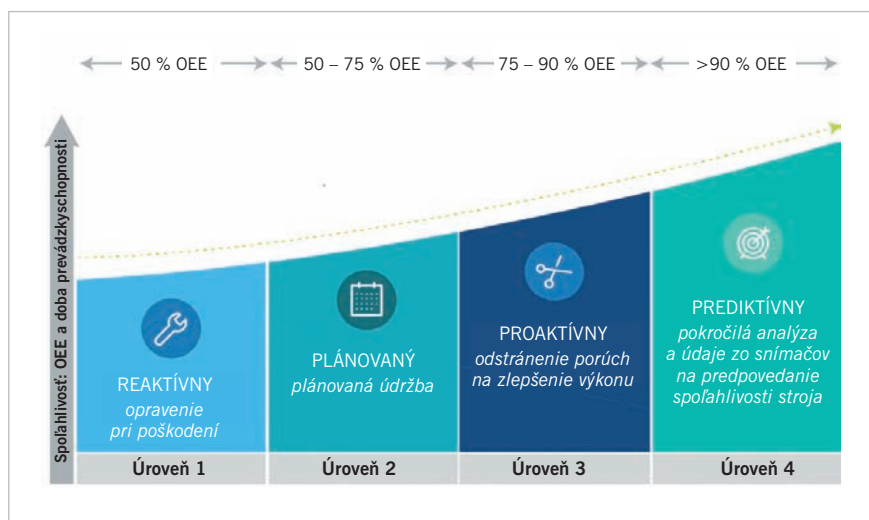 50 % OEE
50 – 75 % OEE
75 – 90 % OEE
>90 % OEE
Spoľahlivosť: OEE a doba prevádzkyschopnosti
REAKTÍVNY
opravenie
pri poškodení
PLÁNOVANÝ
plánovaná údržba
PROAKTÍVNY
odstránenie porúch
na zlepšenie výkonu
PREDIKTÍVNY
pokročilá analýza
a údaje zo snímačov
na predpovedanie
spoľahlivosti stroja
Úroveň 1
Úroveň 2
Úroveň 3
Úroveň 4